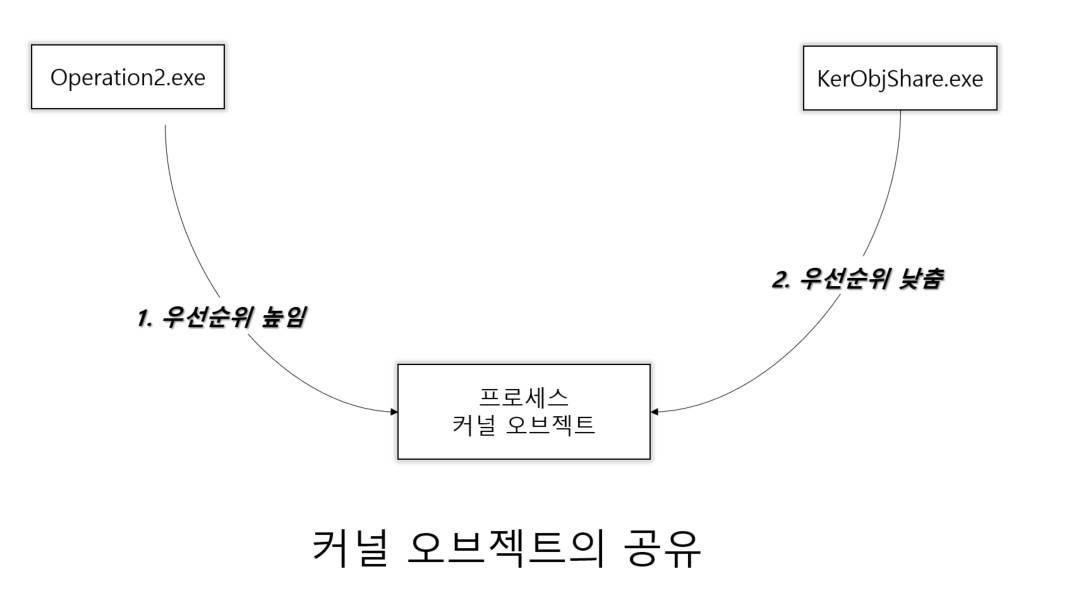 Operation2.exe
KerObjShare.exe
2. 우선순위 낮춤
1. 우선순위 높임
프로세스
커널 오브젝트
커널 오브젝트의 공유